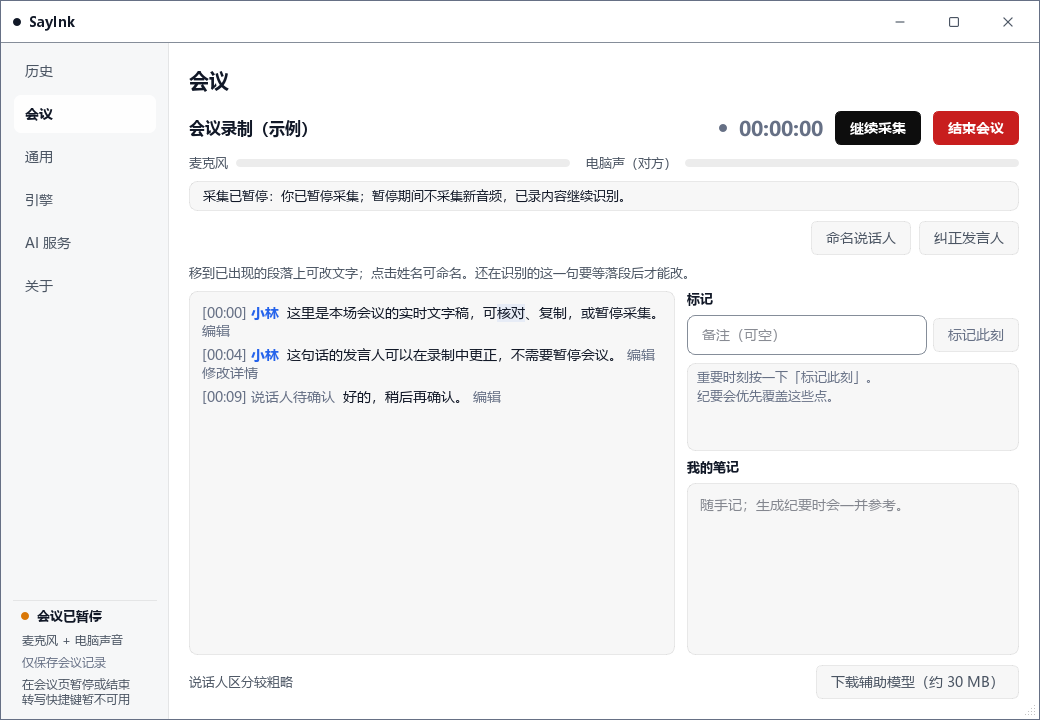 SayInk
历史
会议
通用
引擎
AI 服务
关于
会议已暂停
麦克风 + 电脑声音
仅保存会议记录
在会议页暂停或结束
转写快捷键暂不可用
会议
会议录制（示例）
00:00:00
继续采集
结束会议
麦克风
电脑声（对方）
采集已暂停：你已暂停采集；暂停期间不采集新音频，已录内容继续识别。
命名说话人
纠正发言人
移到已出现的段落上可改文字；点击姓名可命名。还在识别的这一句要等落段后才能改。
[00:00] 小林 这里是本场会议的实时文字稿，可核对、复制，或暂停采集。
编辑
[00:04] 小林 这句话的发言人可以在录制中更正，不需要暂停会议。 编辑
修改详情
[00:09] 说话人待确认 好的，稍后再确认。 编辑
标记
备注（可空）
标记此刻
重要时刻按一下「标记此刻」。
纪要会优先覆盖这些点。
我的笔记
随手记；生成纪要时会一并参考。
说话人区分较粗略
下载辅助模型（约 30 MB）